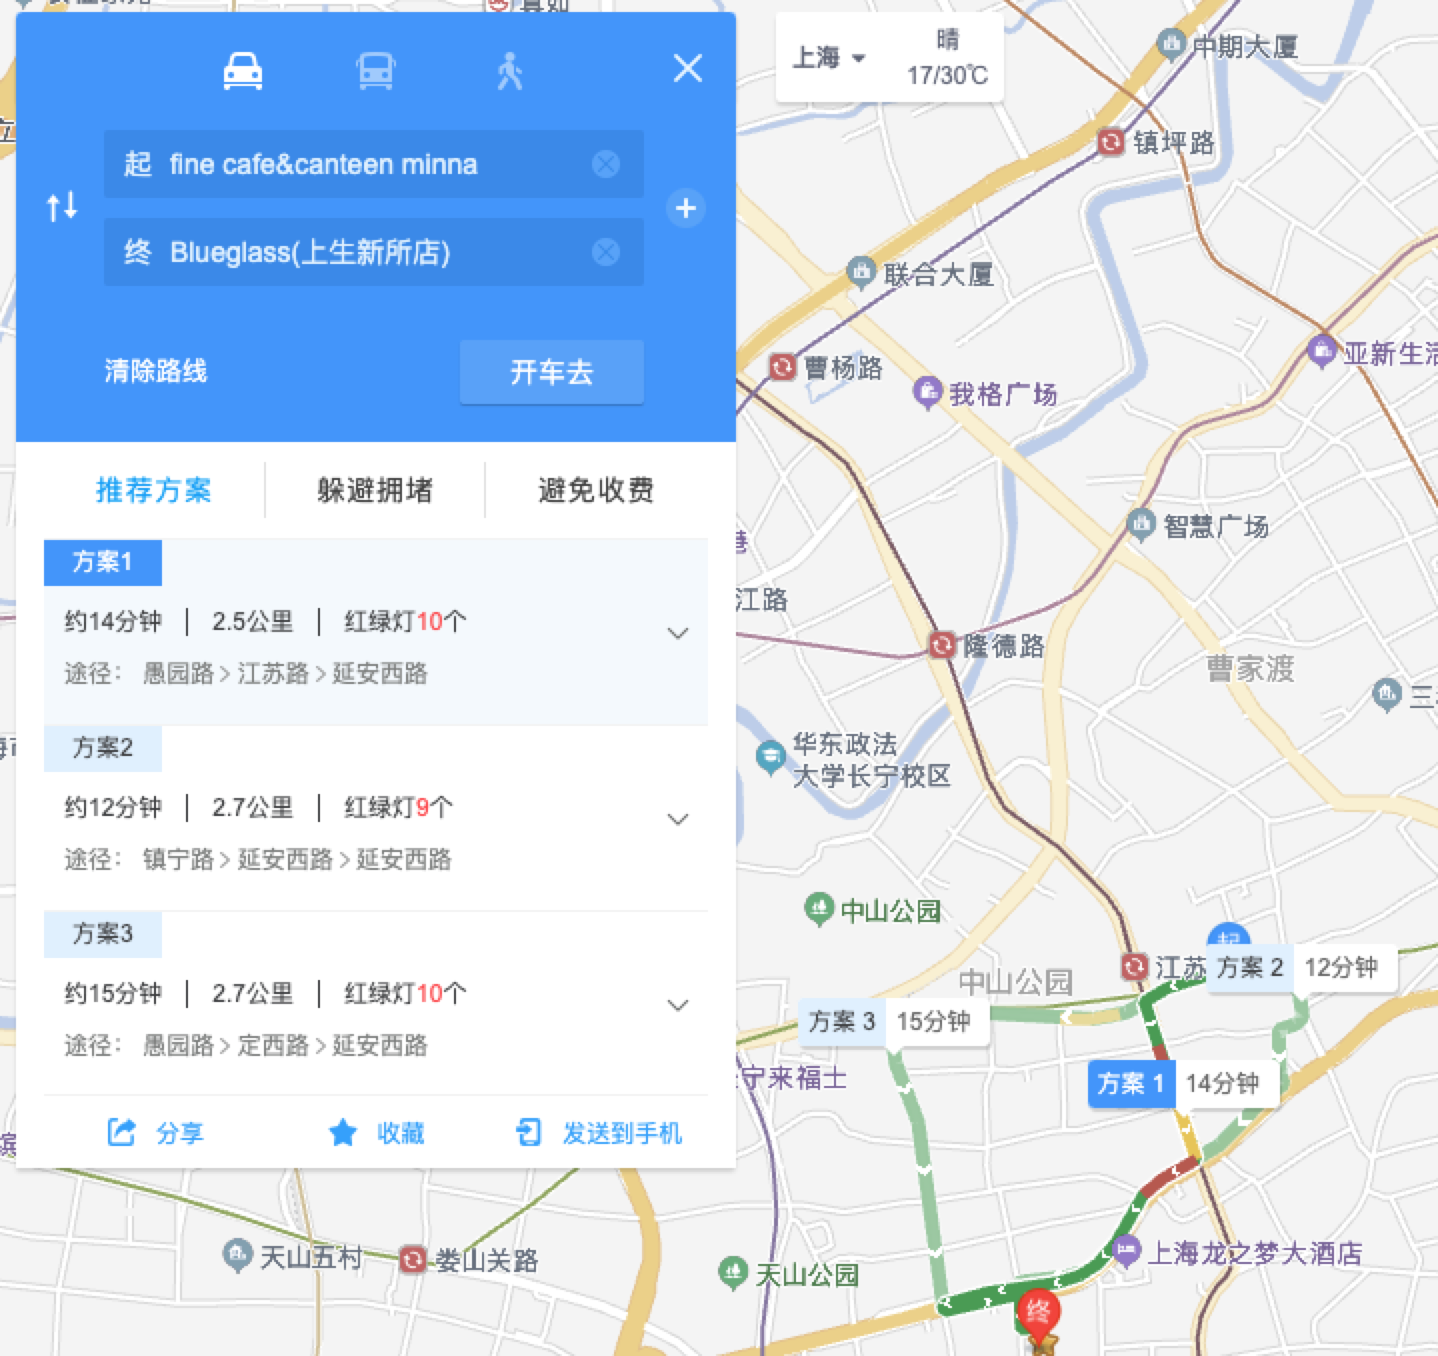 上海
晴
17/30℃
起 fine cafe&canteen minna
终 Blueglass(上生新所店)
清除路线
开车去
推荐方案
躲避拥堵
避免收费
方案1
约14分钟 | 2.5公里 | 红绿灯10个
途径： 愚园路 > 江苏路 > 延安西路
方案2
约12分钟 | 2.7公里 | 红绿灯9个
途径： 镇宁路 > 延安西路 > 延安西路
方案3
约15分钟 | 2.7公里 | 红绿灯10个
途径： 愚园路 > 定西路 > 延安西路
分享
收藏
发送到手机
中期大厦
镇坪路
联合大厦
曹杨路
我格广场
亚新生活
智慧广场
江路
隆德路
曹家渡
三
华东政法
大学长宁校区
中山公园
中山公园
江苏
方案 2 12分钟
方案 3 15分钟
宁来福士
方案 1 14分钟
天山五村
娄山关路
天山公园
上海龙之梦大酒店
终